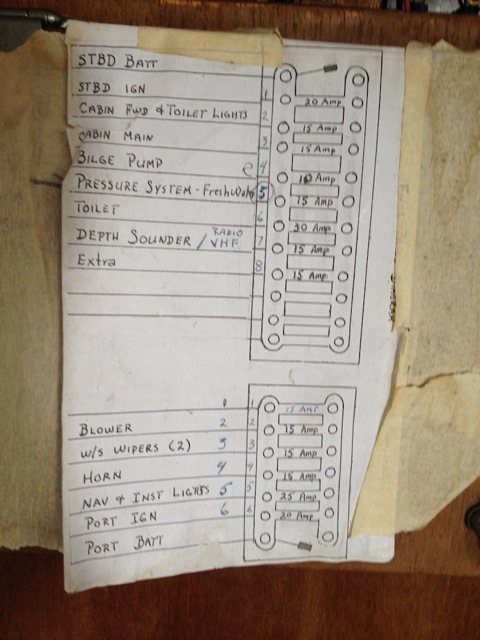 STBD BATT
STBD IGN 1 20 Amp
CABIN FWD & TOILET LIGHTS 2 15 Amp
CABIN MAIN 3 15 Amp
BILGE PUMP e 4 10 Amp
PRESSURE SYSTEM - Fresh Water 5 15 Amp
TOILET 6 30 Amp
DEPTH SOUNDER / RADIO VHF 7 15 Amp
Extra 8 15 Amp
1 1 15 AMP
BLOWER 2 2 15 Amp
W/S WIPERS (2) 3 3 15 Amp
HORN 4 4 15 Amp
NAV & INST LIGHTS 5 5 25 Amp
PORT IGN 6 6 20 Amp
PORT BATT